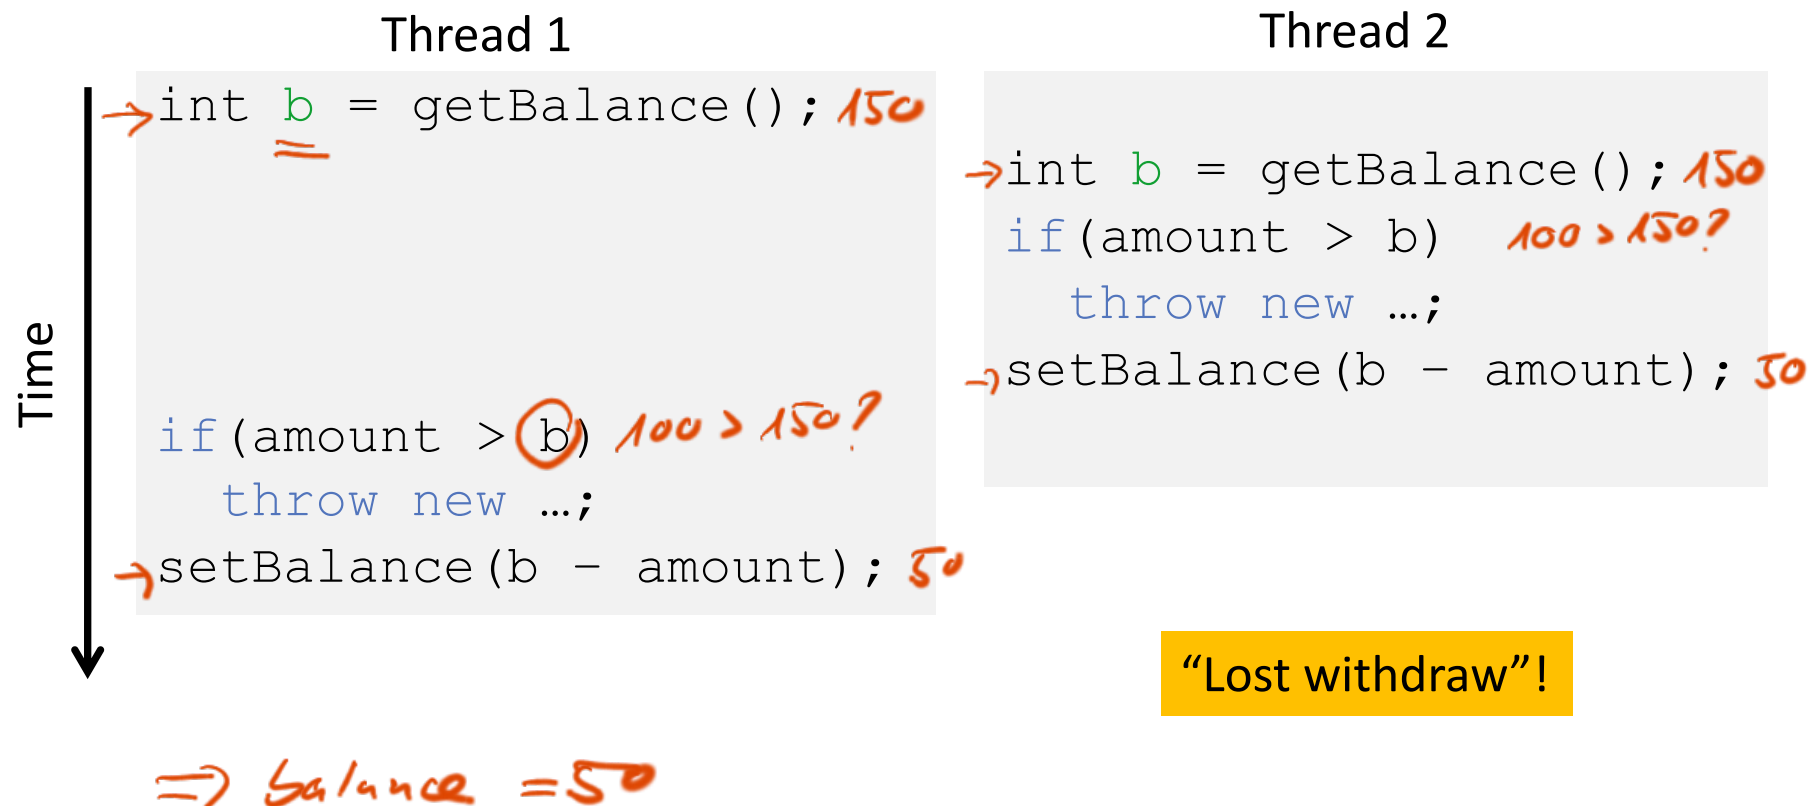 Thread 1
int b = getBalance(); 150
if(amount > b) 100 > 150?
throw new …;
setBalance(b – amount); 50
Thread 2
int b = getBalance(); 150
if(amount > b) 100 > 150?
throw new …;
setBalance(b – amount); 50
Time
“Lost withdraw”!
⇒ balance = 50